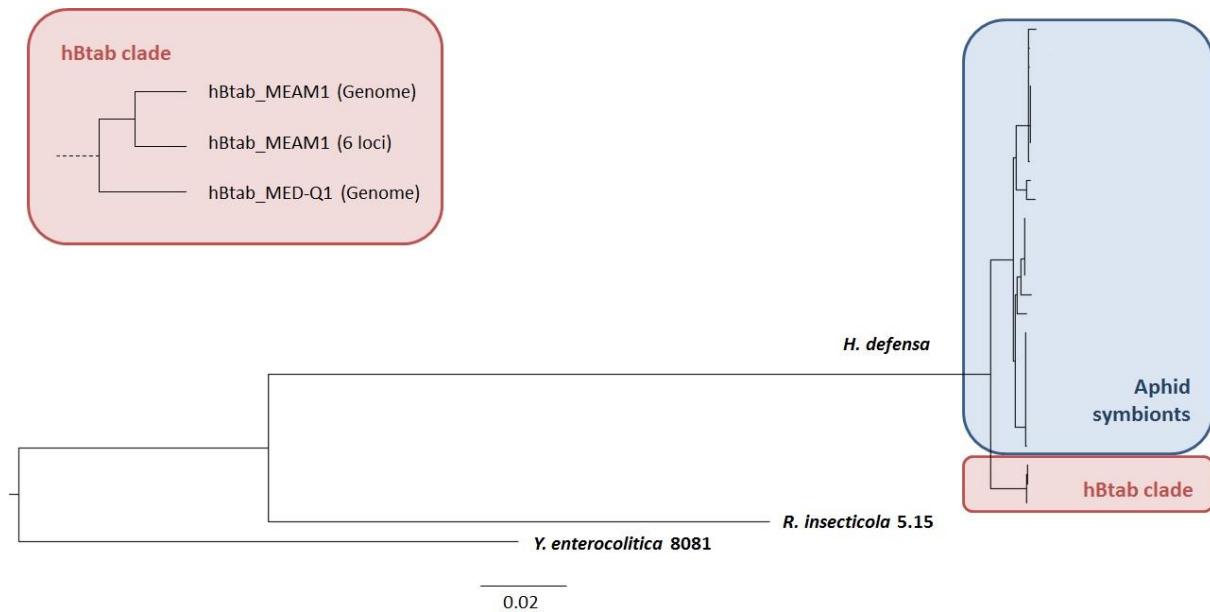 hBtab clade
hBtab_MEAM1 (Genome)
hBtab_MEAM1 (6 loci)
hBtab_MED-Q1 (Genome)
H. defensa
Aphid
symbionts
hBtab clade
R. insecticola 5.15
Y. enterocolitica 8081
0.02